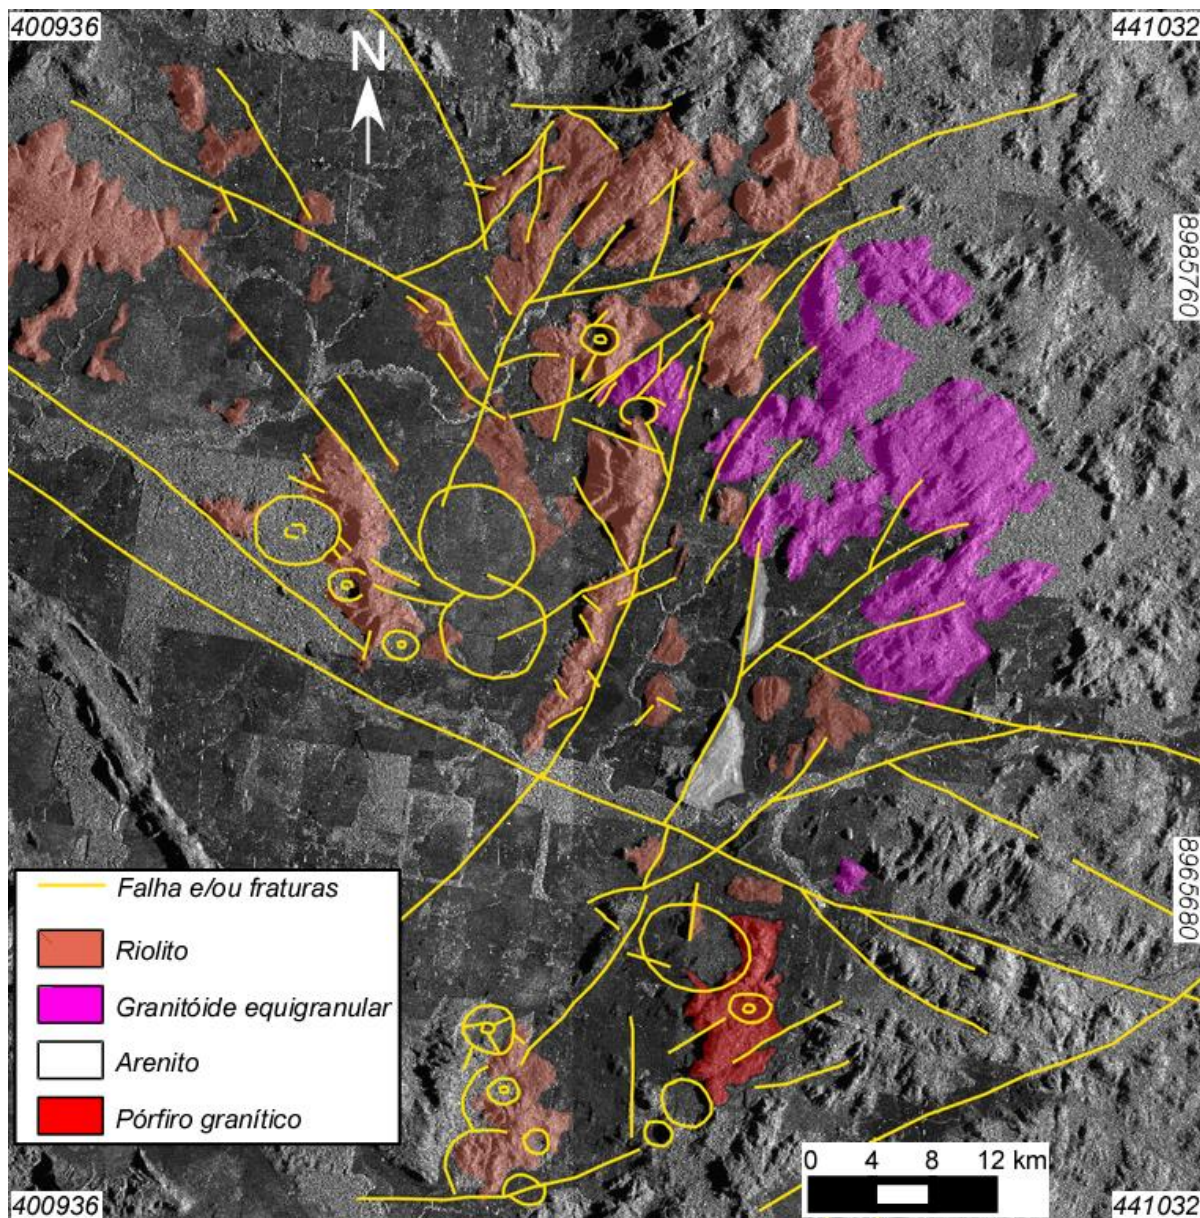 400936
441032
N
8985760
8965680
Falha e/ou fraturas
Riolito
Granitóide equigranular
Arenito
Pórfiro granítico
0 4 8 12 km
400936
441032